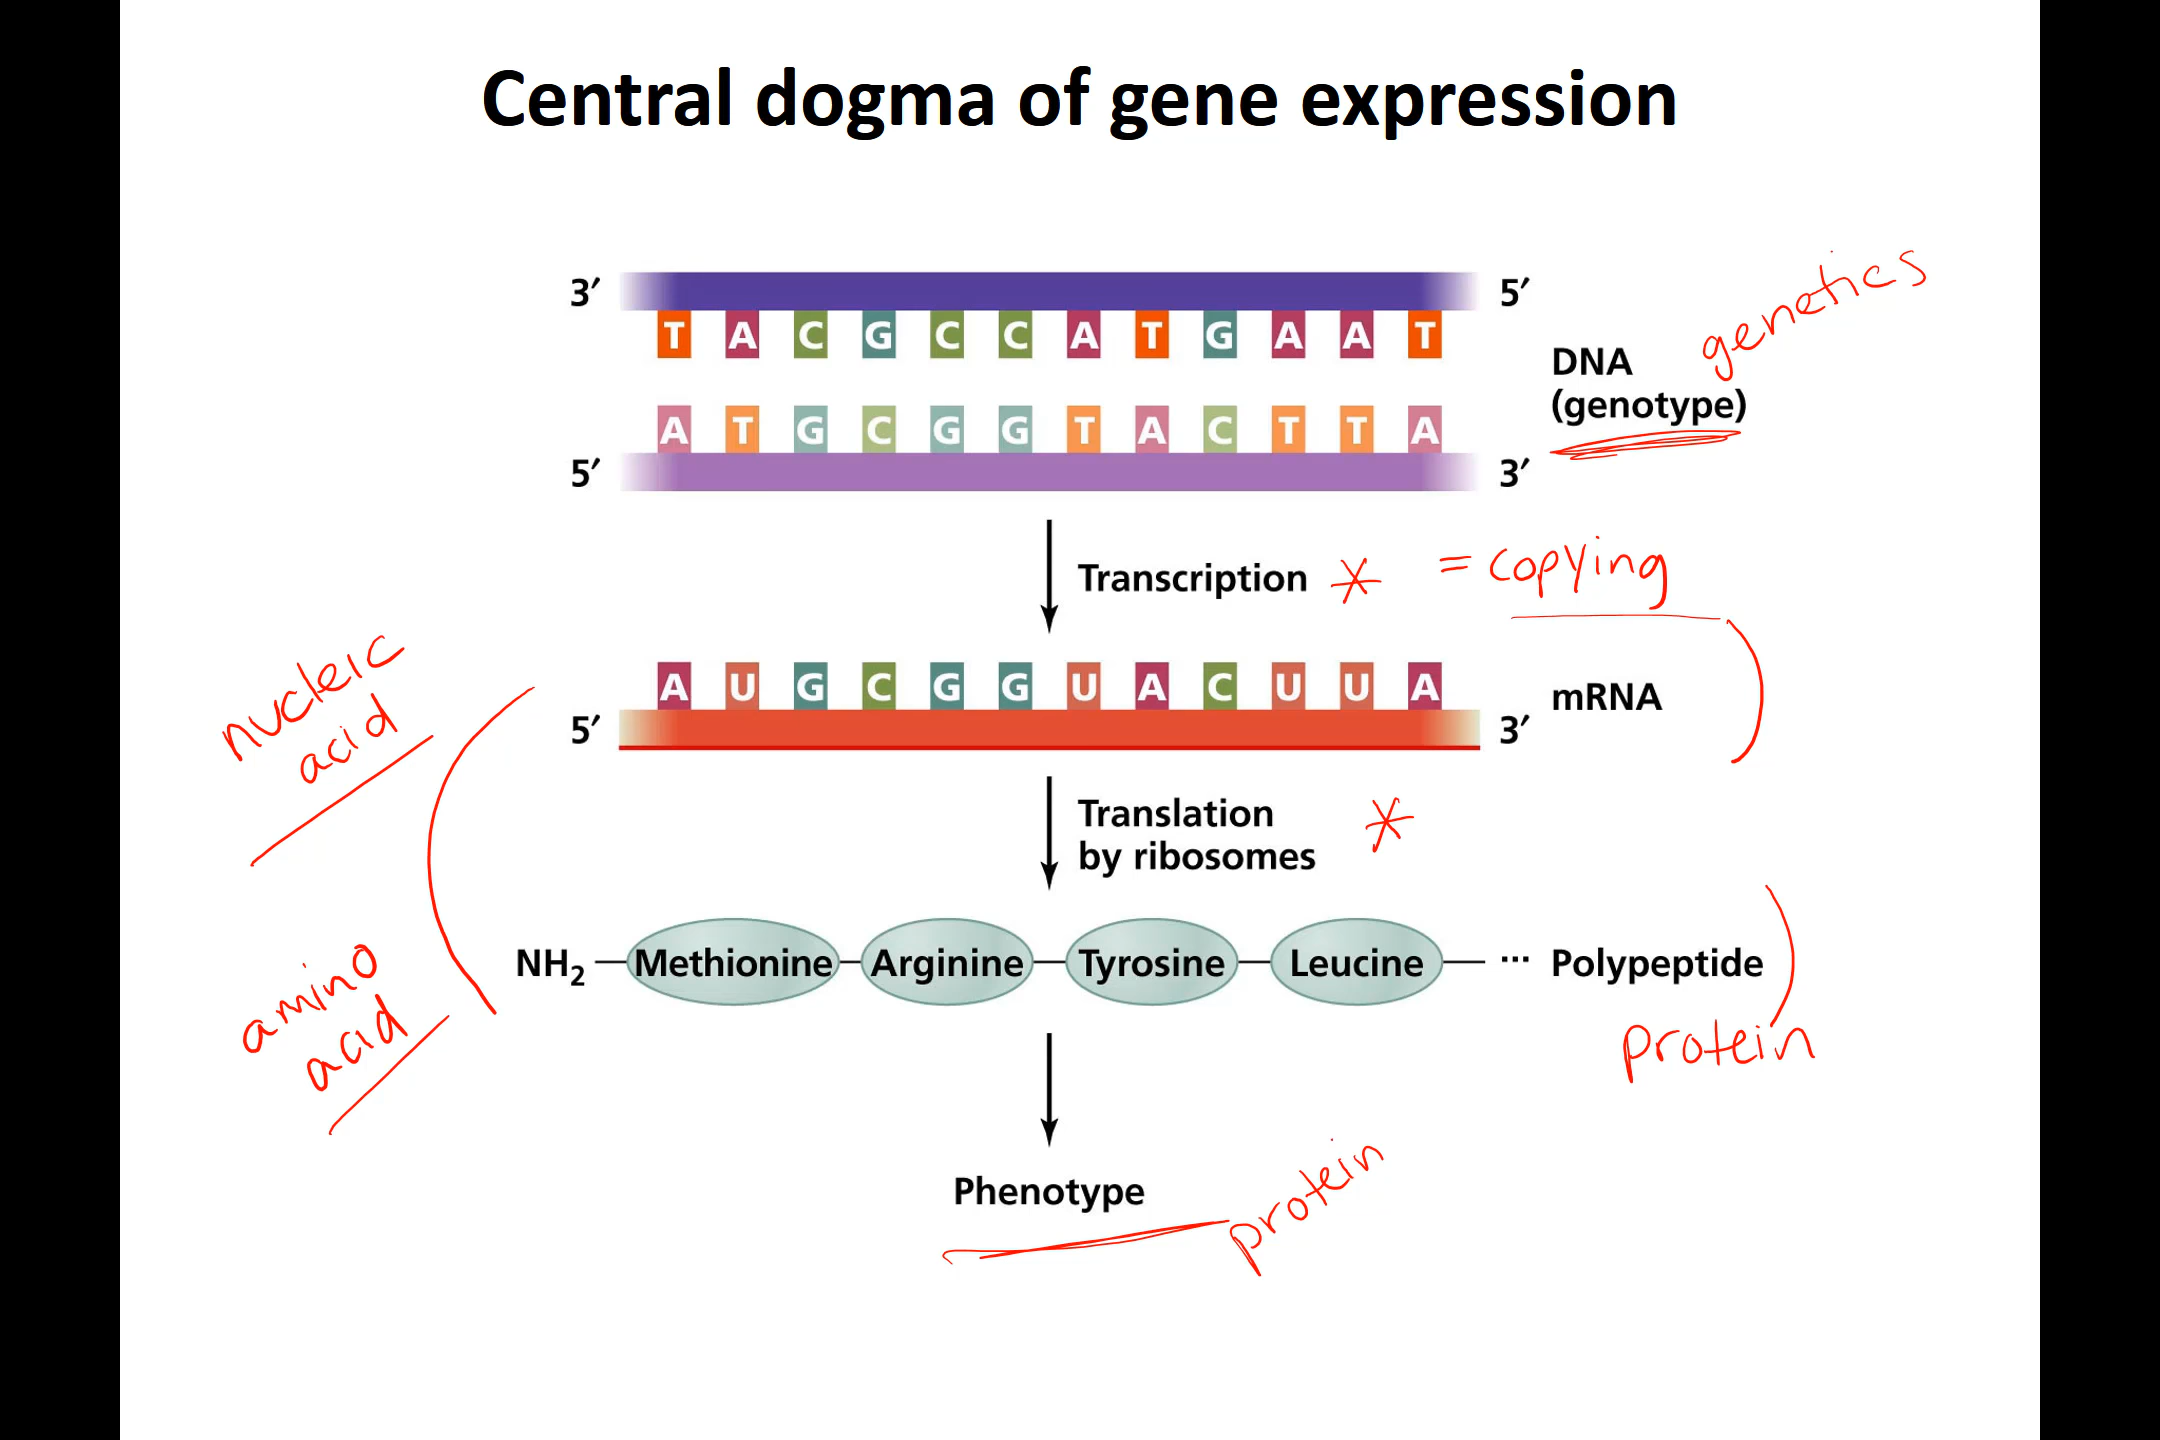 Central dogma of gene expression
3′ 5′
T A C G C C A T G A A T
genetics
DNA
(genotype)
A T G C G G T A C T T A
5′ 3′
Transcription * = copying
nucleic
acid
A U G C G G U A C U U A
mRNA
5′ 3′
Translation *
by ribosomes
amino
acid
NH₂ Methionine Arginine Tyrosine Leucine ... Polypeptide
protein
Phenotype
protein